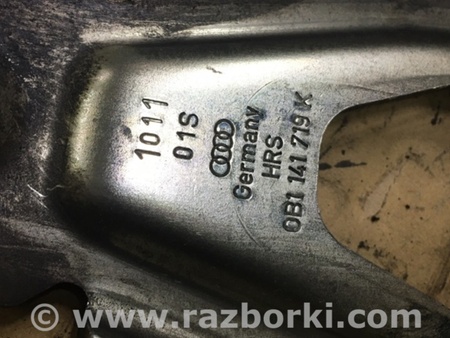 1011
01S
Germany
HRS
0B1 141 719 K
www.razborki.com